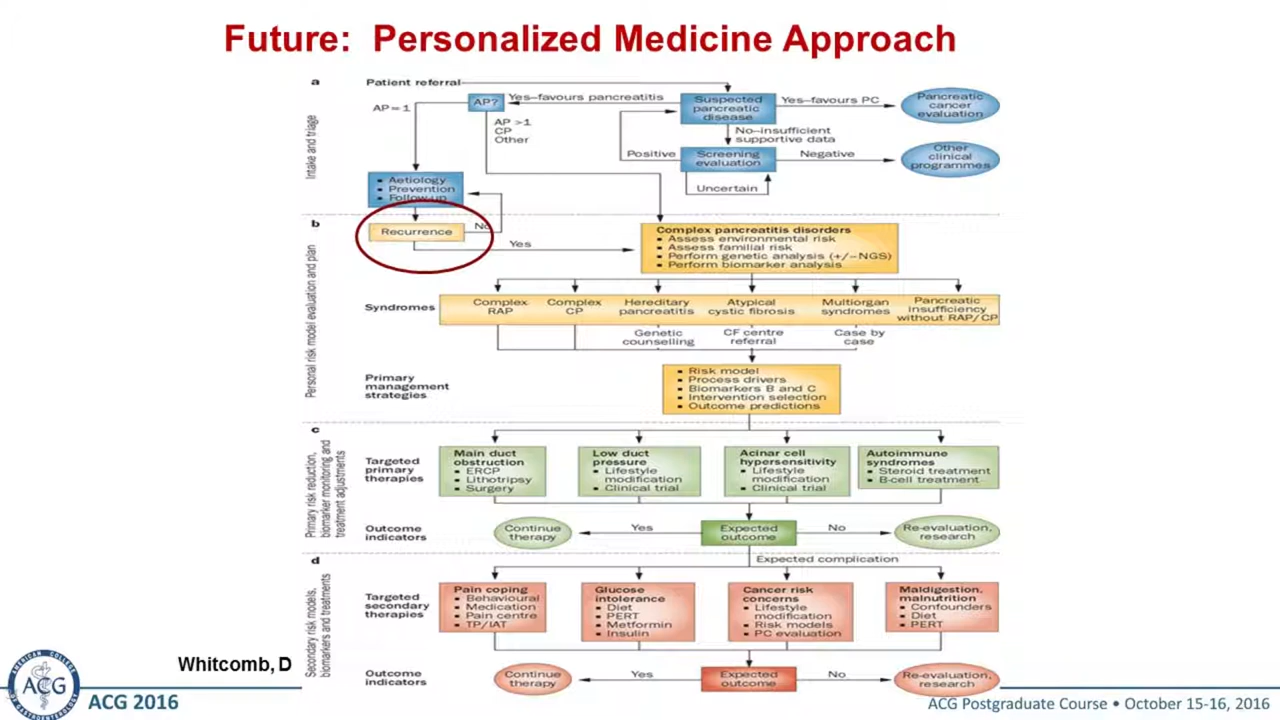 Future: Personalized Medicine Approach
a
Patient referral
Intake and triage
AP = 1
AP?
Yes–favours pancreatitis
Suspected
pancreatic
disease
Yes–favours PC
Pancreatic
cancer
evaluation
AP >1
CP
Other
No–insufficient
supportive data
Positive
Screening
evaluation
Negative
Other
clinical
programmes
Uncertain
▪ Aetiology
▪ Prevention
▪ Follow-up
b
Personal risk model evaluation and plan
Recurrence
No
Yes
Complex pancreatitis disorders
▪ Assess environmental risk
▪ Assess familial risk
▪ Perform genetic analysis (+/–NGS)
▪ Perform biomarker analysis
Syndromes
Complex
RAP
Complex
CP
Hereditary
pancreatitis
Atypical
cystic fibrosis
Multiorgan
syndromes
Pancreatic
insufficiency
without RAP/CP
Genetic
counselling
CF centre
referral
Case by
case
Primary
management
strategies
▪ Risk model
▪ Process drivers
▪ Biomarkers B and C
▪ Intervention selection
▪ Outcome predictions
c
Primary risk reduction,
biomarker monitoring and
treatment adjustments
Targeted
primary
therapies
Main duct
obstruction
▪ ERCP
▪ Lithotripsy
▪ Surgery
Low duct
pressure
▪ Lifestyle
modification
▪ Clinical trial
Acinar cell
hypersensitivity
▪ Lifestyle
modification
▪ Clinical trial
Autoimmune
syndromes
▪ Steroid treatment
▪ B-cell treatment
Outcome
indicators
Continue
therapy
Yes
Expected
outcome
No
Re-evaluation,
research
d
Secondary risk models,
biomarkers and treatments
Expected complication
Targeted
secondary
therapies
Pain coping
▪ Behavioural
▪ Medication
▪ Pain centre
▪ TP/IAT
Glucose
intolerance
▪ Diet
▪ PERT
▪ Metformin
▪ Insulin
Cancer risk
concerns
▪ Lifestyle
modification
▪ Risk models
▪ PC evaluation
Maldigestion,
malnutrition
▪ Confounders
▪ Diet
▪ PERT
Outcome
indicators
Continue
therapy
Yes
Expected
outcome
No
Re-evaluation,
research
Whitcomb, D
AMERICAN COLLEGE
ACG
ACG 2016
ACG Postgraduate Course • October 15-16, 2016